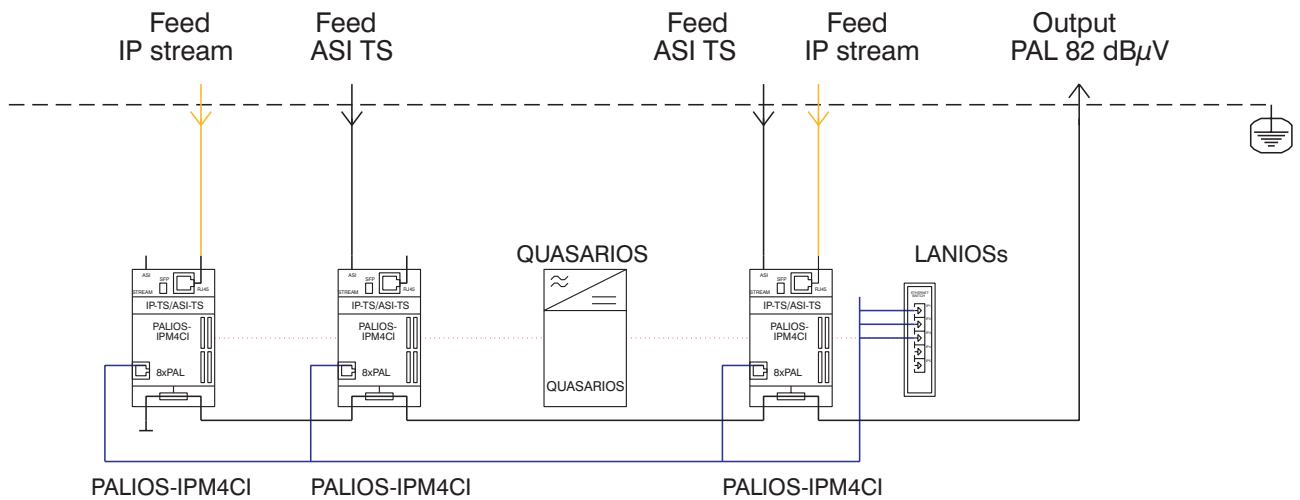 Feed
IP stream
Feed
ASI TS
Feed
ASI TS
Feed
IP stream
Output
PAL 82 dBµV
QUASARIOS
LANIOSs
ASI
SFP
STREAM
RJ45
IP-TS/ASI-TS
PALIOS-
IPM4CI
8xPAL
ASI
SFP
STREAM
RJ45
IP-TS/ASI-TS
PALIOS-
IPM4CI
8xPAL
QUASARIOS
ASI
SFP
STREAM
RJ45
IP-TS/ASI-TS
PALIOS-
IPM4CI
8xPAL
ETHERNET
SWITCH
PALIOS-IPM4CI
PALIOS-IPM4CI
PALIOS-IPM4CI